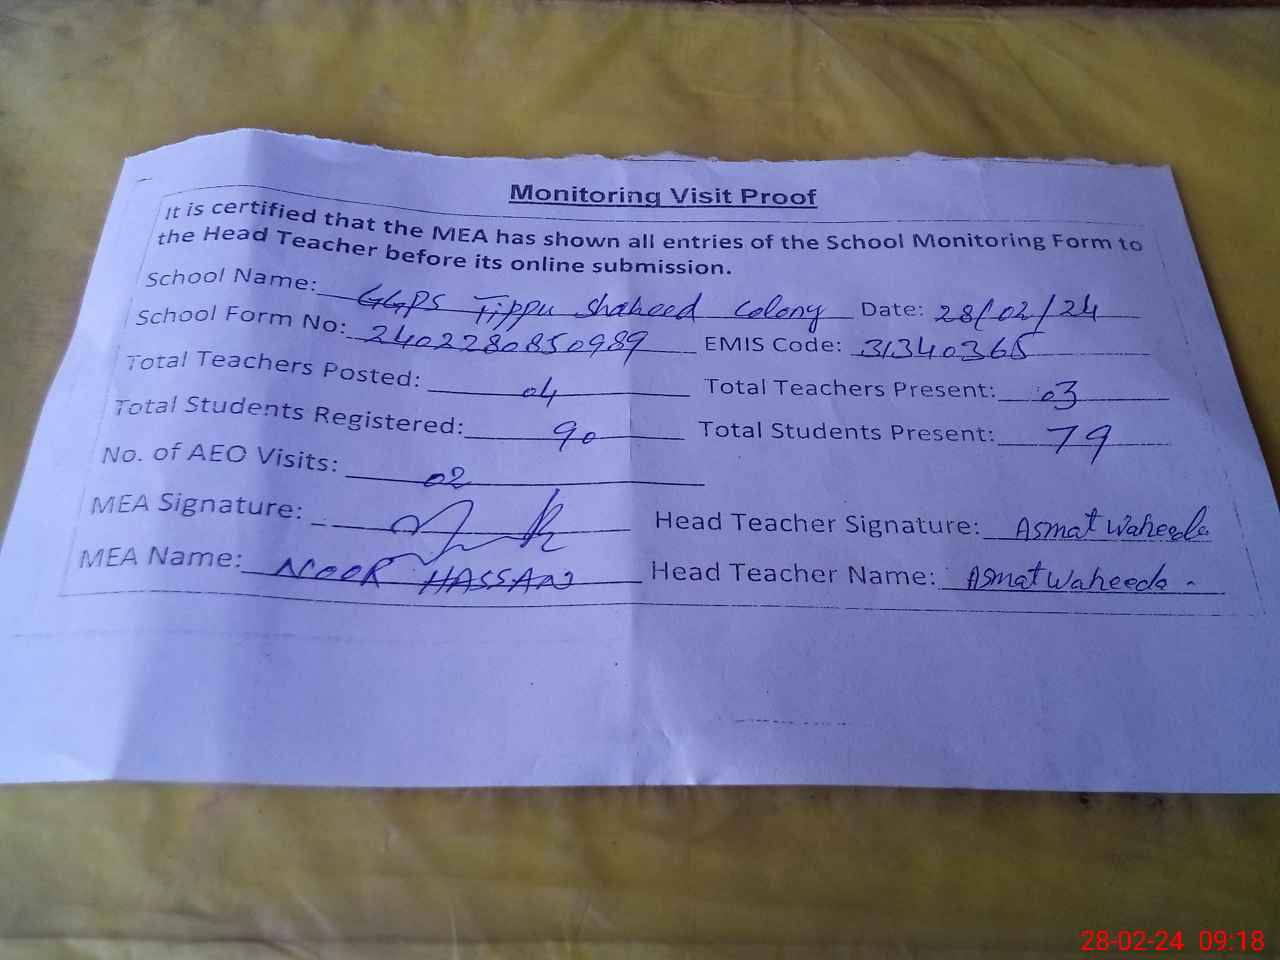 Monitoring Visit Proof
It is certified that the MEA has shown all entries of the School Monitoring Form to
the Head Teacher before its online submission.
School Name: GGPS Tippu Shaheed Colony Date: 28/02/24
School Form No: 2402280850989 EMIS Code: 31340365
Total Teachers Posted: 04 Total Teachers Present: 03
Total Students Registered: 90 Total Students Present: 79
No. of AEO Visits: 02
MEA Signature: Head Teacher Signature: Asmat Waheeda
MEA Name: NOOR HASSAN Head Teacher Name: Asmat Waheeda
28-02-24 09:18